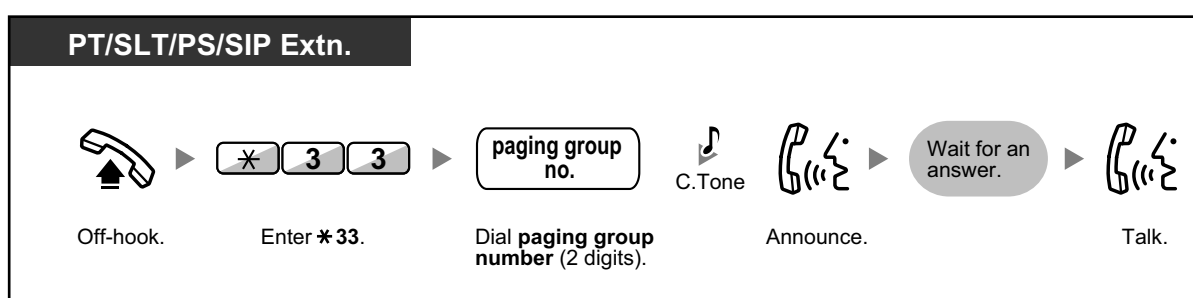 PT/SLT/PS/SIP Extn.
✳ 3 3
paging group
no.
C.Tone
Wait for an
answer.
Off-hook.
Enter ✳33.
Dial paging group
number (2 digits).
Announce.
Talk.